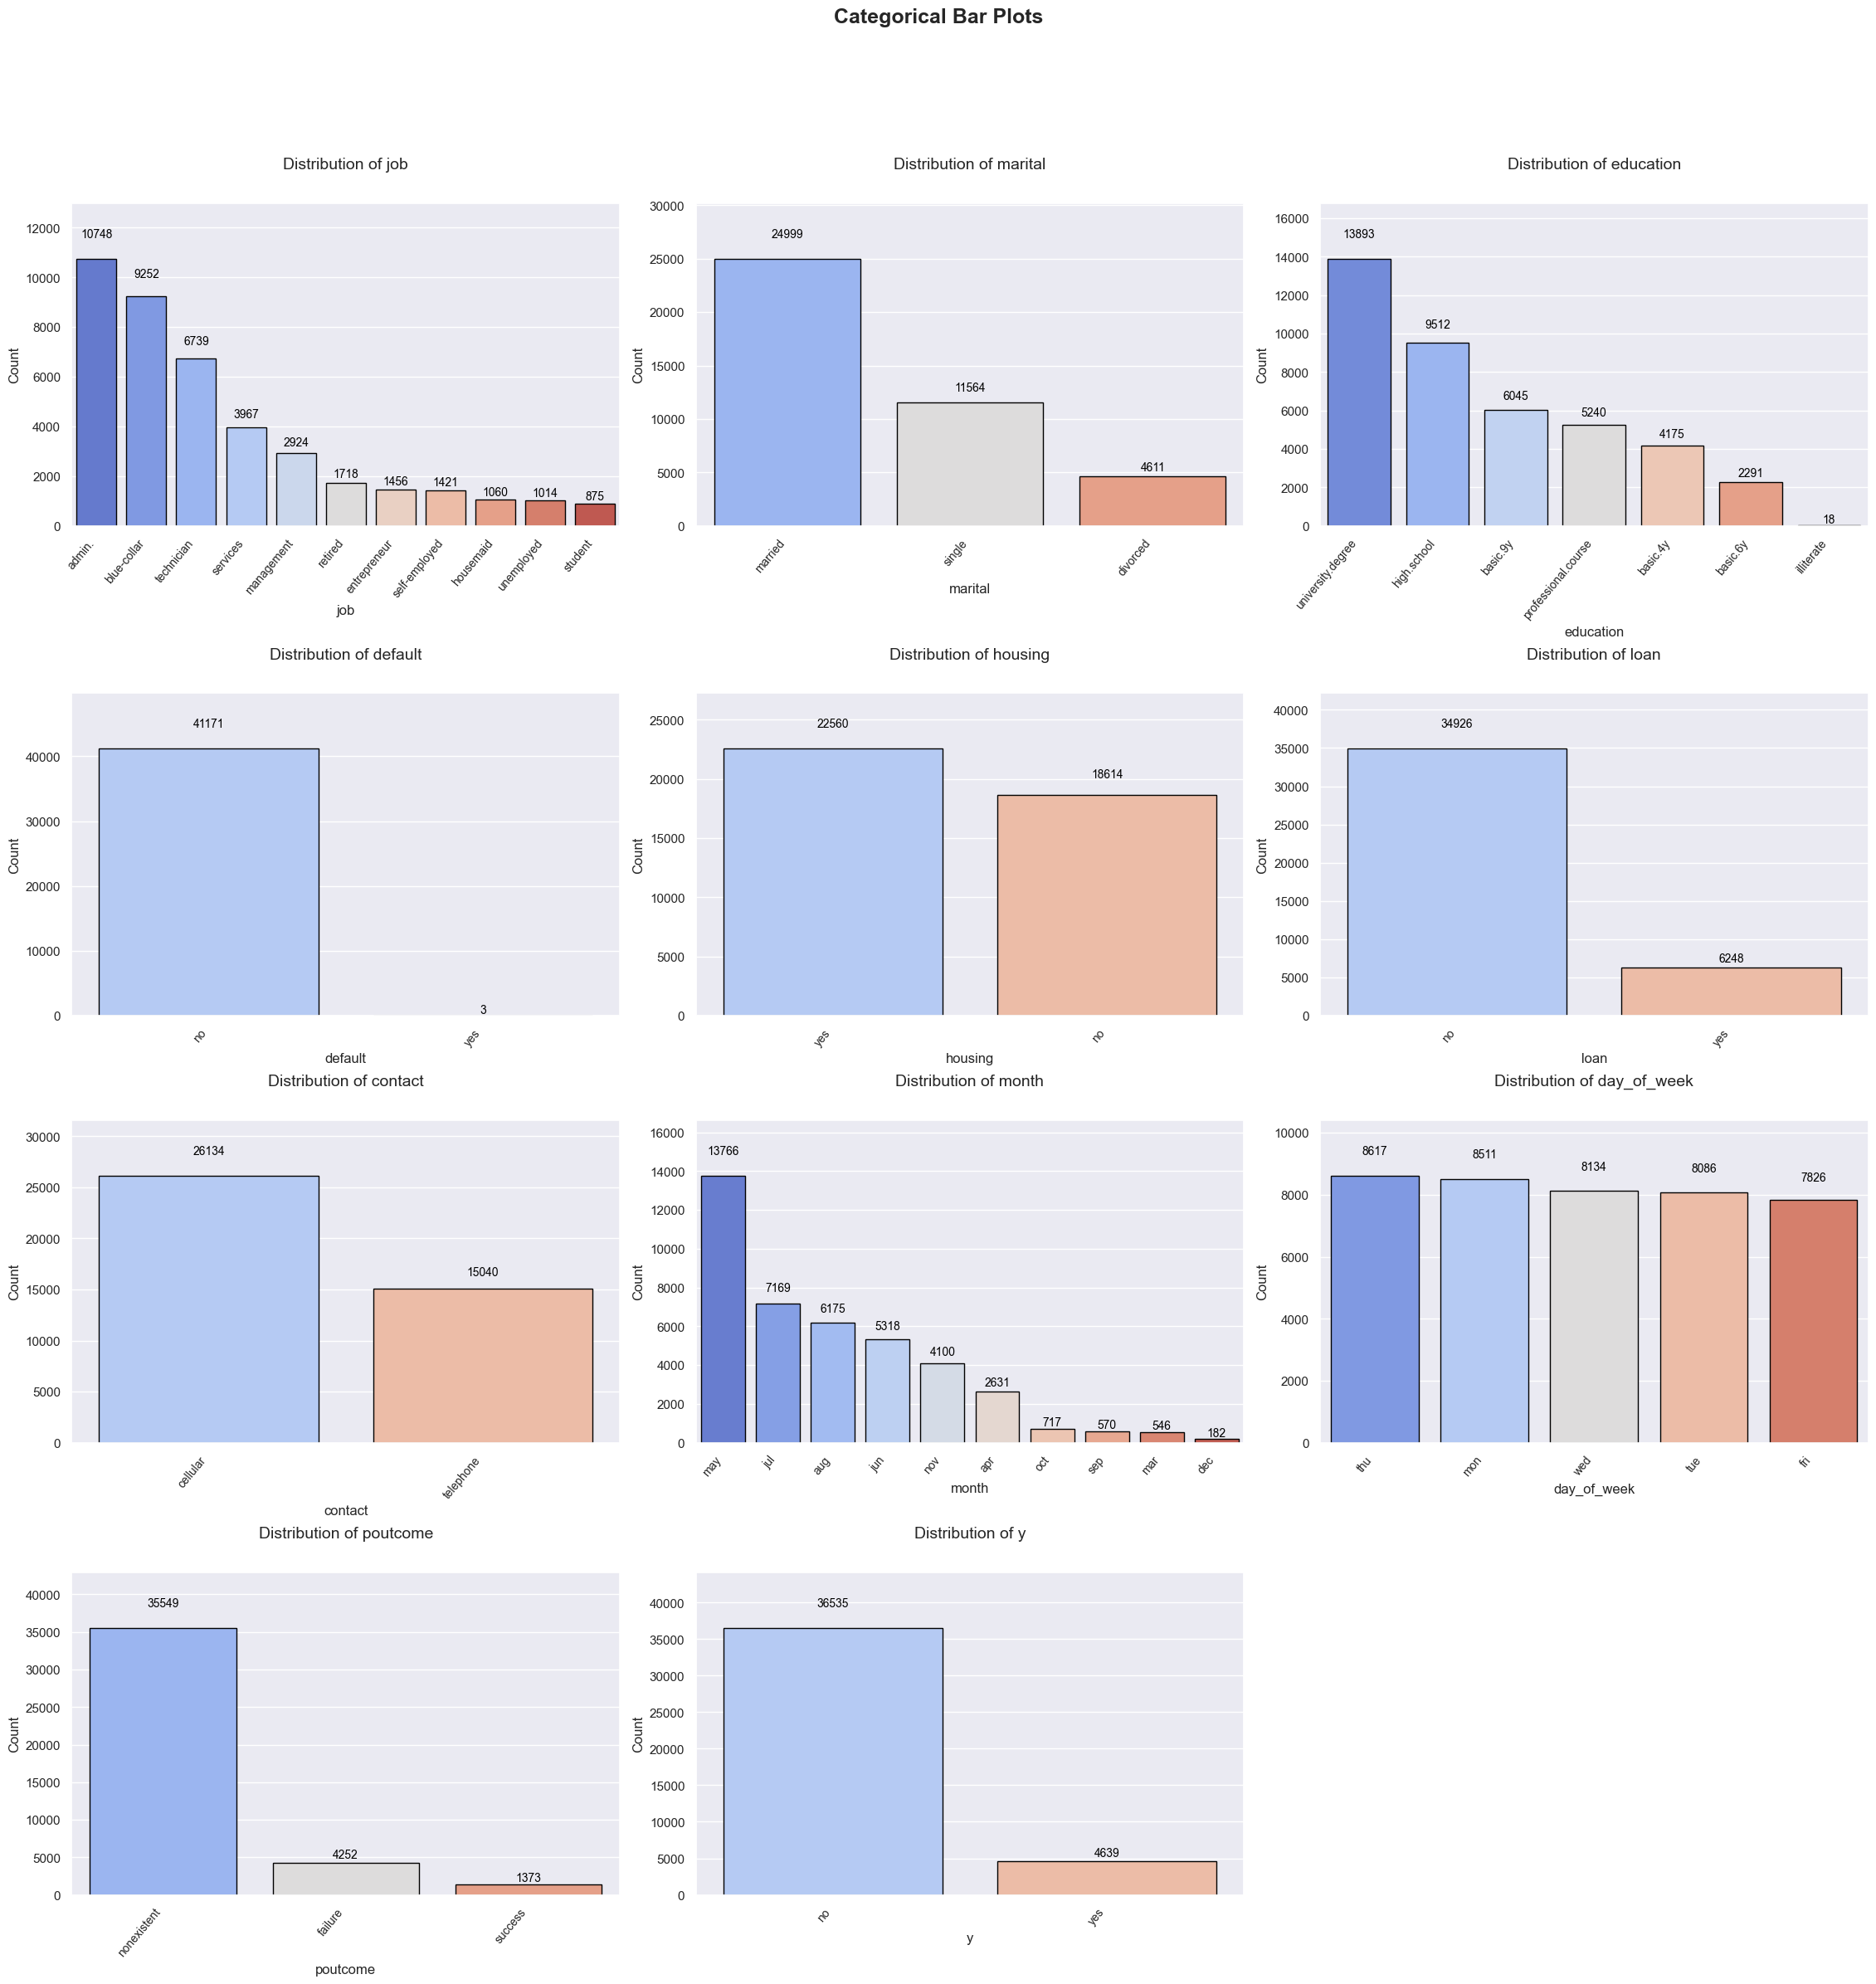 Categorical Bar Plots
Distribution of job
Count
12000
10000
8000
6000
4000
2000
0
10748
9252
6739
3967
2924
1718
1456
1421
1060
1014
875
admin.
blue-collar
technician
services
management
retired
entrepreneur
self-employed
housemaid
unemployed
student
job
Distribution of marital
Count
30000
25000
20000
15000
10000
5000
0
24999
11564
4611
married
single
divorced
marital
Distribution of education
Count
16000
14000
12000
10000
8000
6000
4000
2000
0
13893
9512
6045
5240
4175
2291
18
university.degree
high.school
basic.9y
professional.course
basic.4y
basic.6y
illiterate
education
Distribution of default
Count
40000
30000
20000
10000
0
41171
3
no
yes
default
Distribution of housing
Count
25000
20000
15000
10000
5000
0
22560
18614
yes
no
housing
Distribution of loan
Count
40000
35000
30000
25000
20000
15000
10000
5000
0
34926
6248
no
yes
loan
Distribution of contact
Count
30000
25000
20000
15000
10000
5000
0
26134
15040
cellular
telephone
contact
Distribution of month
Count
16000
14000
12000
10000
8000
6000
4000
2000
0
13766
7169
6175
5318
4100
2631
717
570
546
182
may
jul
aug
jun
nov
apr
oct
sep
mar
dec
month
Distribution of day_of_week
Count
10000
8000
6000
4000
2000
0
8617
8511
8134
8086
7826
thu
mon
wed
tue
fri
day_of_week
Distribution of poutcome
Count
40000
35000
30000
25000
20000
15000
10000
5000
0
35549
4252
1373
nonexistent
failure
success
poutcome
Distribution of y
Count
40000
35000
30000
25000
20000
15000
10000
5000
0
36535
4639
no
yes
y